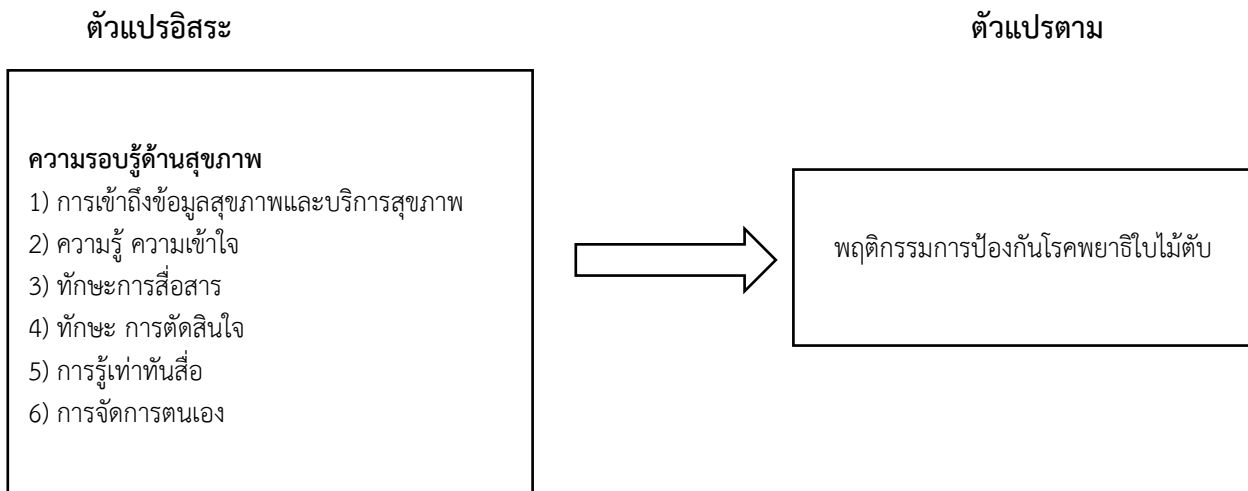 ตัวแปรอิสระ
ตัวแปรตาม
ความรอบรู้ด้านสุขภาพ
1) การเข้าถึงข้อมูลสุขภาพและบริการสุขภาพ
2) ความรู้ ความเข้าใจ
3) ทักษะการสื่อสาร
4) ทักษะ การตัดสินใจ
5) การรู้เท่าทันสื่อ
6) การจัดการตนเอง
พฤติกรรมการป้องกันโรคพยาธิใบไม้ตับ